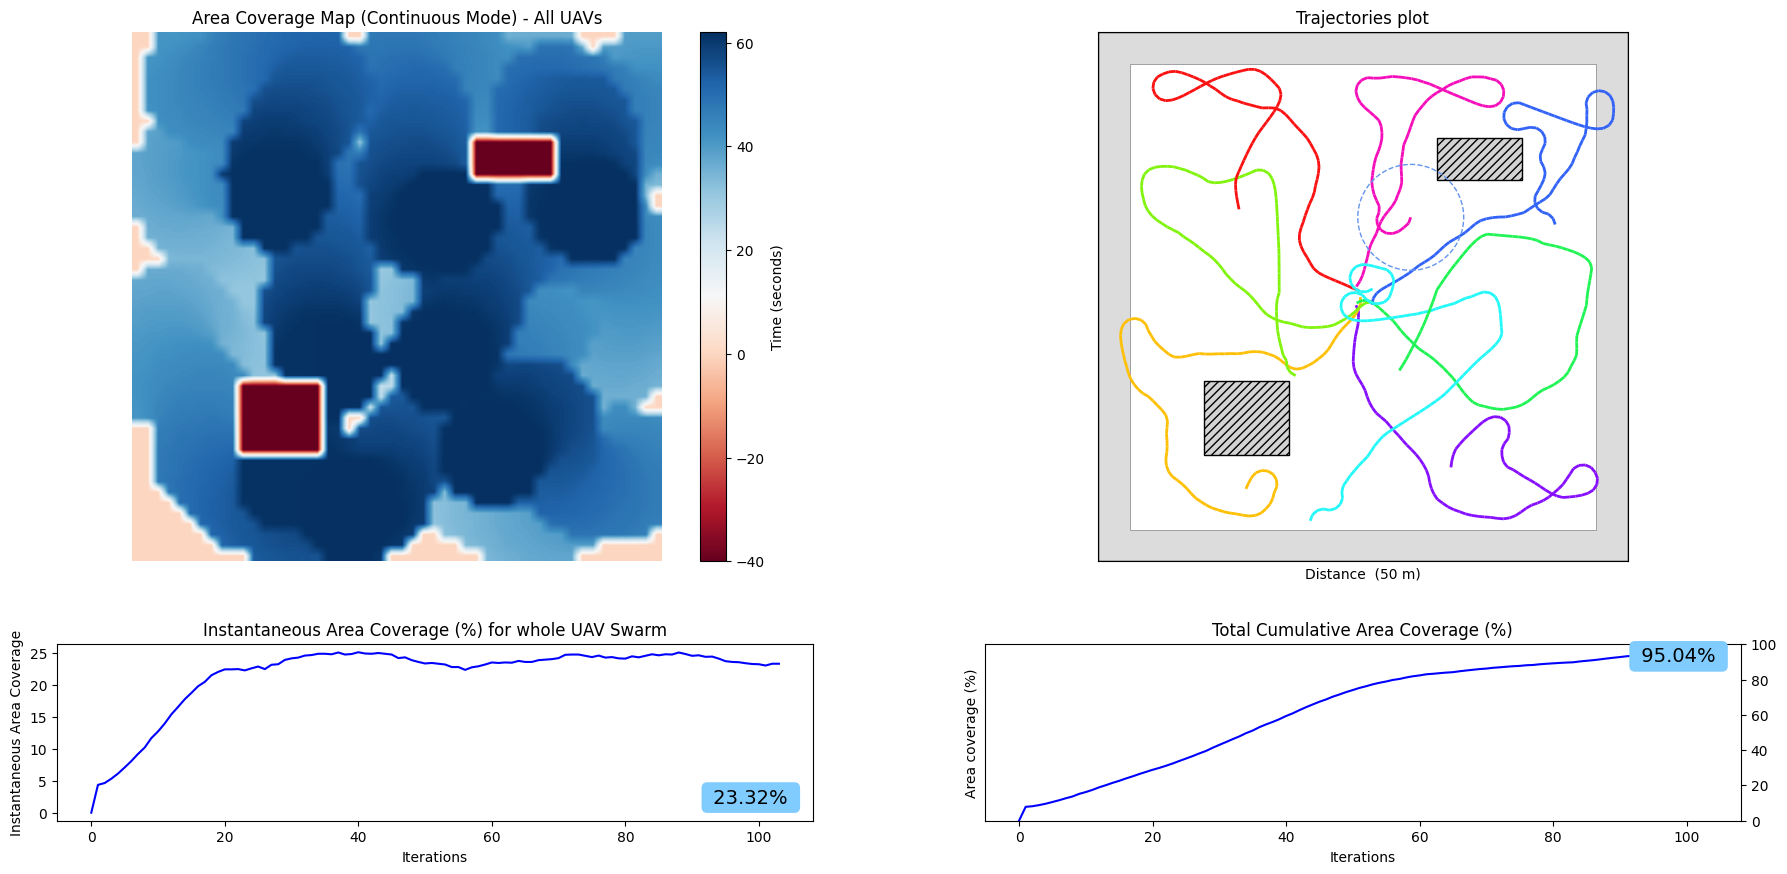 Area Coverage Map (Continuous Mode) - All UAVs
60
40
20
0
−20
−40
Time (seconds)
Trajectories plot
Distance  (50 m)
Instantaneous Area Coverage (%) for whole UAV Swarm
Instantaneous Area Coverage
25
20
15
10
5
0
23.32%
0 20 40 60 80 100
Iterations
Total Cumulative Area Coverage (%)
Area coverage (%)
95.04%
100
80
60
40
20
0
0 20 40 60 80 100
Iterations